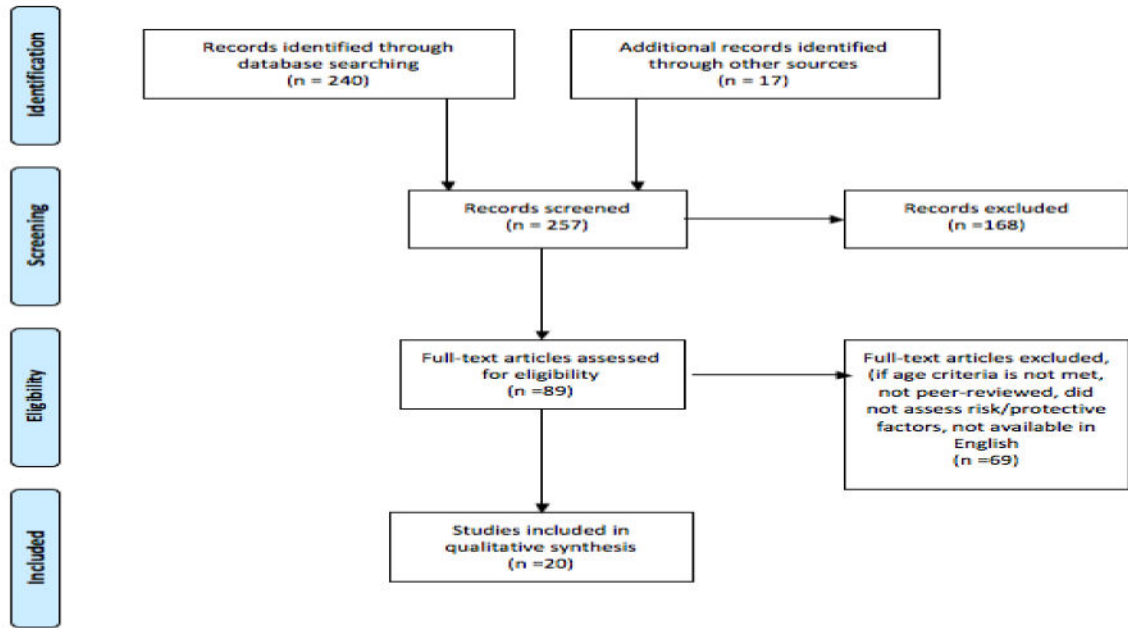 Identification
Records identified through
database searching
(n = 240)
Additional records identified
through other sources
(n = 17)
Screening
Records screened
(n = 257)
Records excluded
(n =168)
Eligibility
Full-text articles assessed
for eligibility
(n =89)
Full-text articles excluded,
(if age criteria is not met,
not peer-reviewed, did
not assess risk/protective
factors, not available in
English
(n =69)
Included
Studies included in
qualitative synthesis
(n =20)